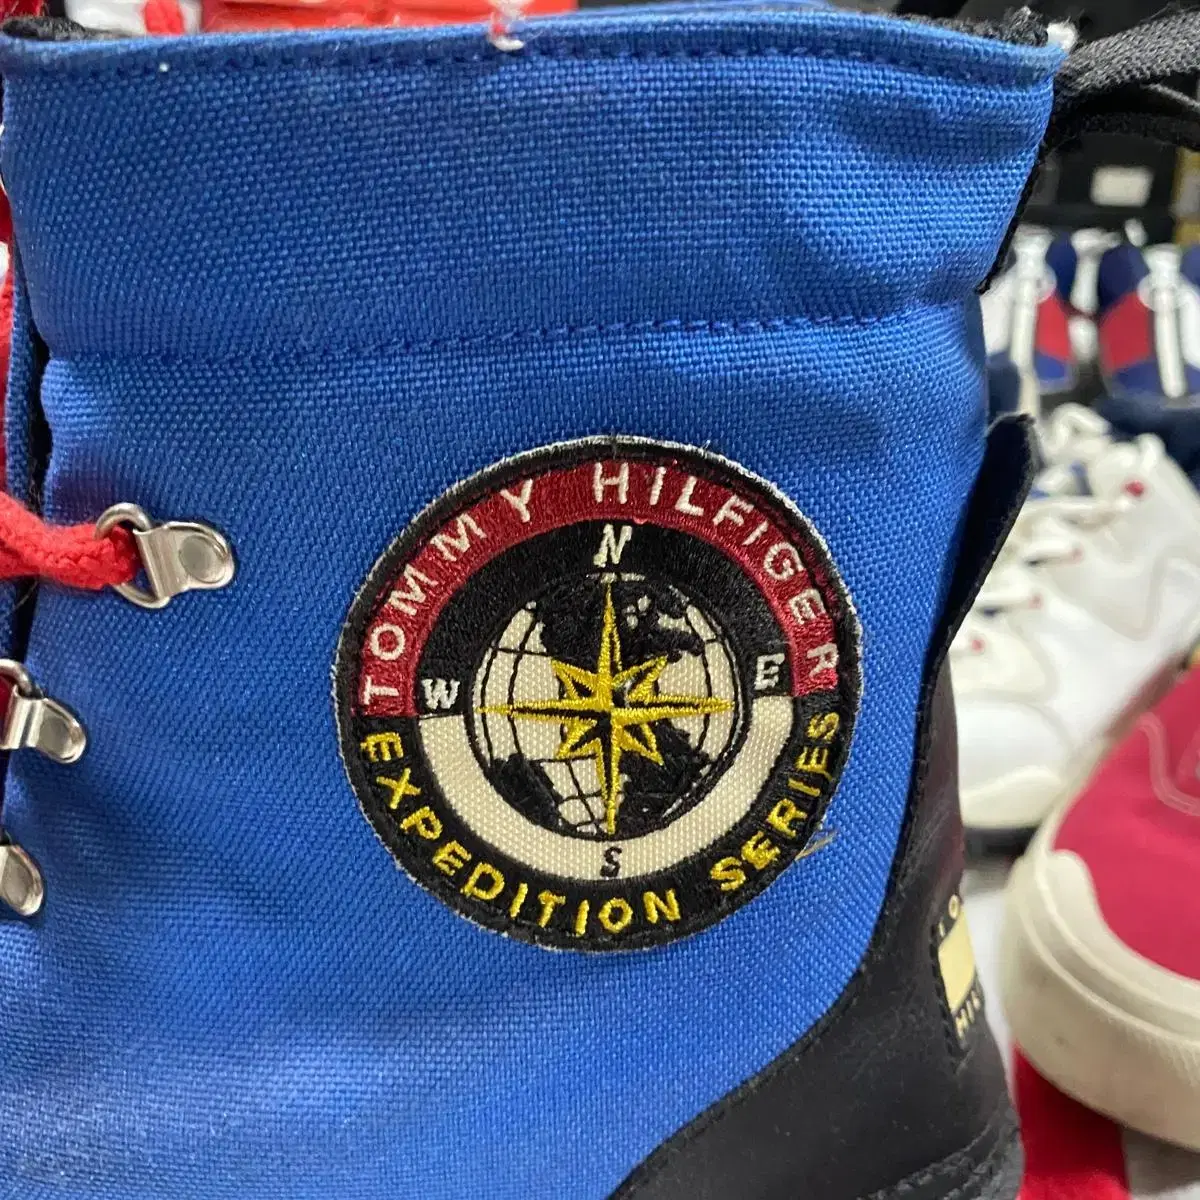 TOMMY HILFIGER
N
W E
S
EXPEDITION SERIES